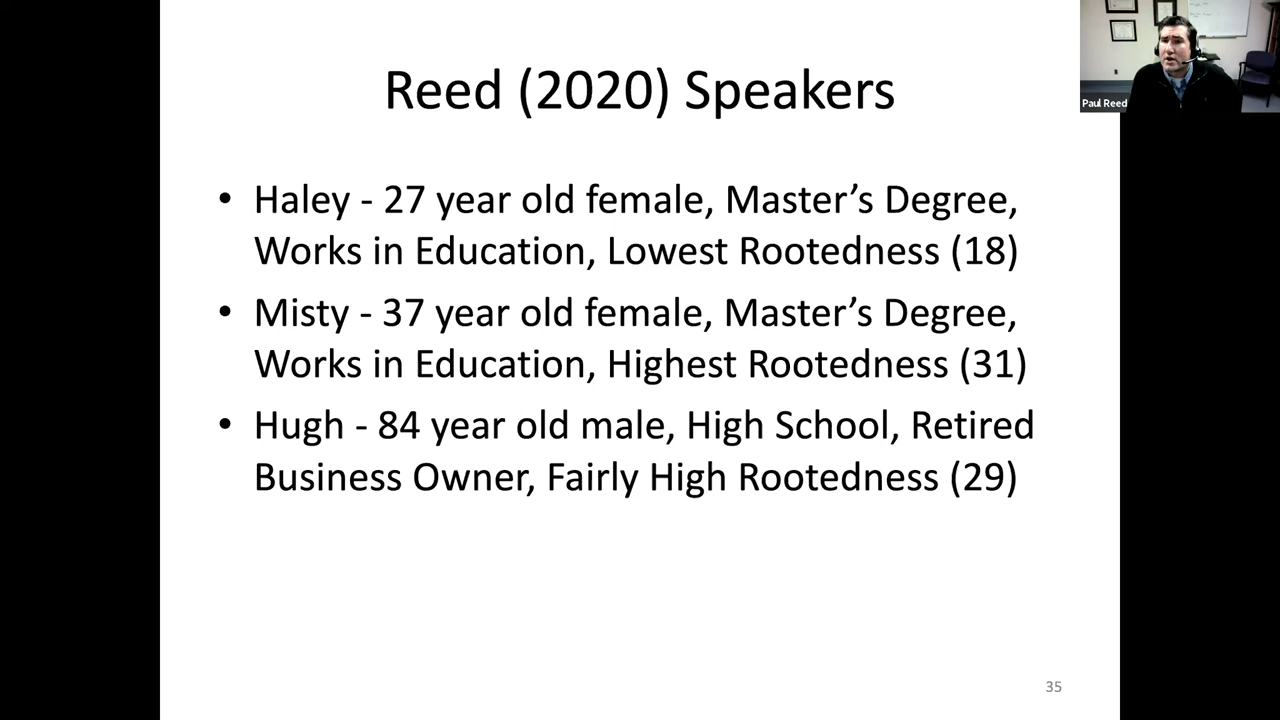 Reed (2020) Speakers
Paul Reed
• Haley - 27 year old female, Master’s Degree,
Works in Education, Lowest Rootedness (18)
• Misty - 37 year old female, Master’s Degree,
Works in Education, Highest Rootedness (31)
• Hugh - 84 year old male, High School, Retired
Business Owner, Fairly High Rootedness (29)
35